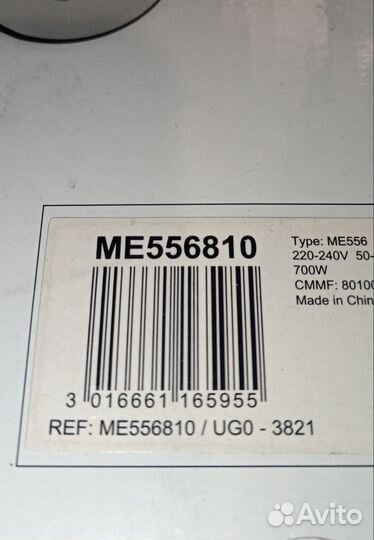 ME556810
Type: ME556
220-240V 50-
700W
CMMF: 80100
Made in Chin
3 016661 165955
REF: ME556810 / UG0 - 3821
Avito